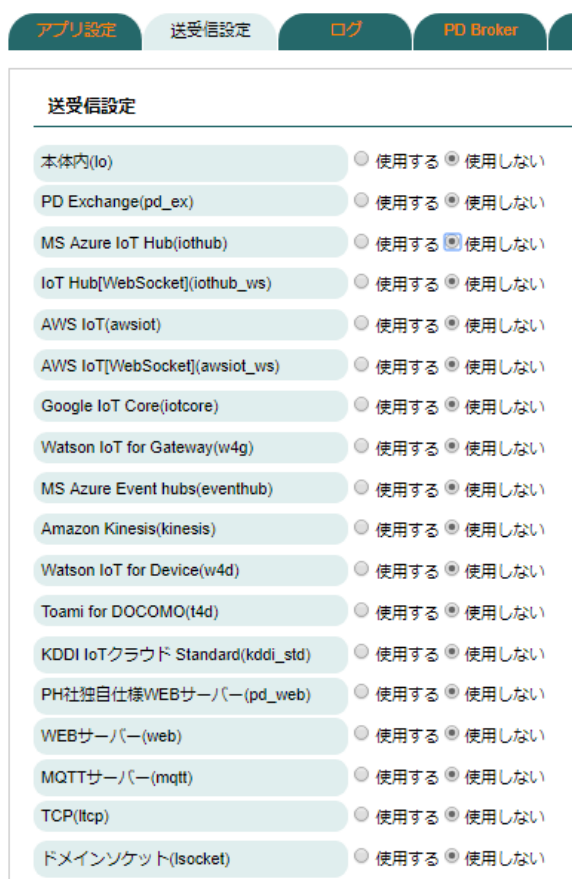 アプリ設定 送受信設定 ログ PD Broker
送受信設定
本体内(lo) 使用する 使用しない
PD Exchange(pd_ex) 使用する 使用しない
MS Azure IoT Hub(iothub) 使用する 使用しない
IoT Hub[WebSocket](iothub_ws) 使用する 使用しない
AWS IoT(awsiot) 使用する 使用しない
AWS IoT[WebSocket](awsiot_ws) 使用する 使用しない
Google IoT Core(iotcore) 使用する 使用しない
Watson IoT for Gateway(w4g) 使用する 使用しない
MS Azure Event hubs(eventhub) 使用する 使用しない
Amazon Kinesis(kinesis) 使用する 使用しない
Watson IoT for Device(w4d) 使用する 使用しない
Toami for DOCOMO(t4d) 使用する 使用しない
KDDI IoTクラウド Standard(kddi_std) 使用する 使用しない
PH社独自仕様WEBサーバー(pd_web) 使用する 使用しない
WEBサーバー(web) 使用する 使用しない
MQTTサーバー(mqtt) 使用する 使用しない
TCP(ltcp) 使用する 使用しない
ドメインソケット(lsocket) 使用する 使用しない